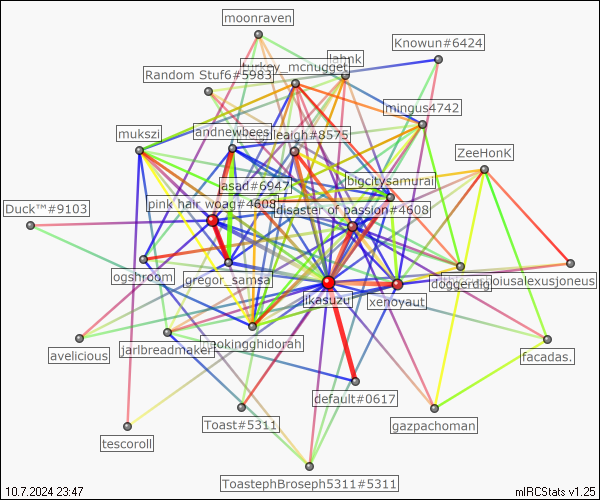 moonraven
Knowun#6424
lahnk
turkey_mcnugget
Random Stuf6#5983
mingus4742
mukszi
andnewbees
leigh#8575
ZeeHonK
bigcitysamurai
asad#6947
Duck™#9103
pink hair woag#4608
disaster of passion#4608
ogshroom
gregor_samsa
doggerdig
oiusalexusjoneus
ikasuzu
xenoyaut
avelicious
jarlbreadmaker
neokingghidorah
facadas.
default#0617
Toast#5311
gazpachoman
tescoroll
ToastephBroseph5311#5311
10.7.2024 23:47
mIRCStats v1.25